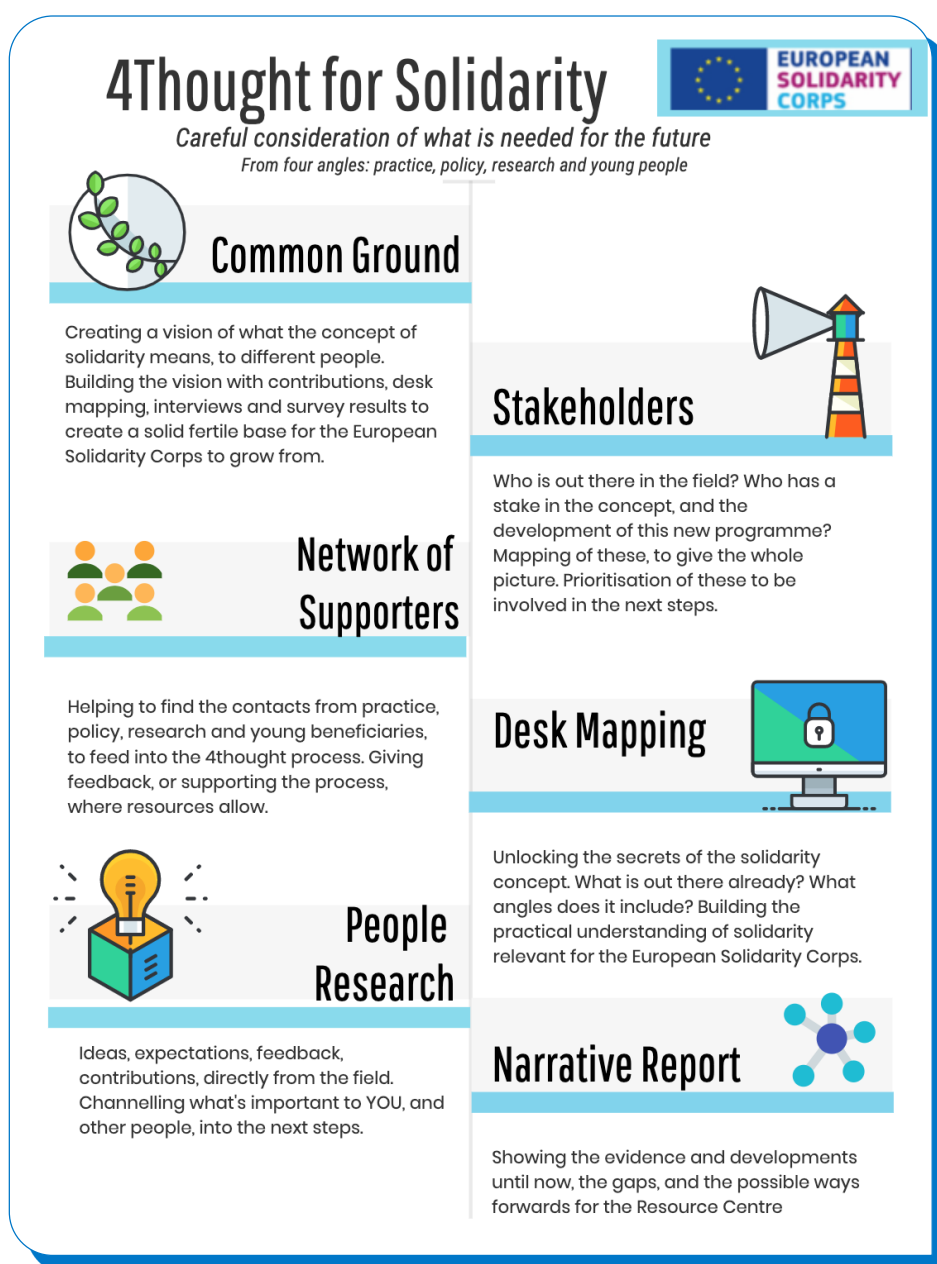 4Thought for Solidarity
EUROPEAN
SOLIDARITY
CORPS
Careful consideration of what is needed for the future
From four angles: practice, policy, research and young people
Common Ground
Creating a vision of what the concept of
solidarity means, to different people.
Building the vision with contributions, desk
mapping, interviews and survey results to
create a solid fertile base for the European
Solidarity Corps to grow from.
Stakeholders
Who is out there in the field? Who has a
stake in the concept, and the
development of this new programme?
Mapping of these, to give the whole
picture. Prioritisation of these to be
involved in the next steps.
Network of
Supporters
Helping to find the contacts from practice,
policy, research and young beneficiaries,
to feed into the 4thought process. Giving
feedback, or supporting the process,
where resources allow.
Desk Mapping
Unlocking the secrets of the solidarity
concept. What is out there already? What
angles does it include? Building the
practical understanding of solidarity
relevant for the European Solidarity Corps.
People
Research
Ideas, expectations, feedback,
contributions, directly from the field.
Channelling what's important to YOU, and
other people, into the next steps.
Narrative Report
Showing the evidence and developments
until now, the gaps, and the possible ways
forwards for the Resource Centre